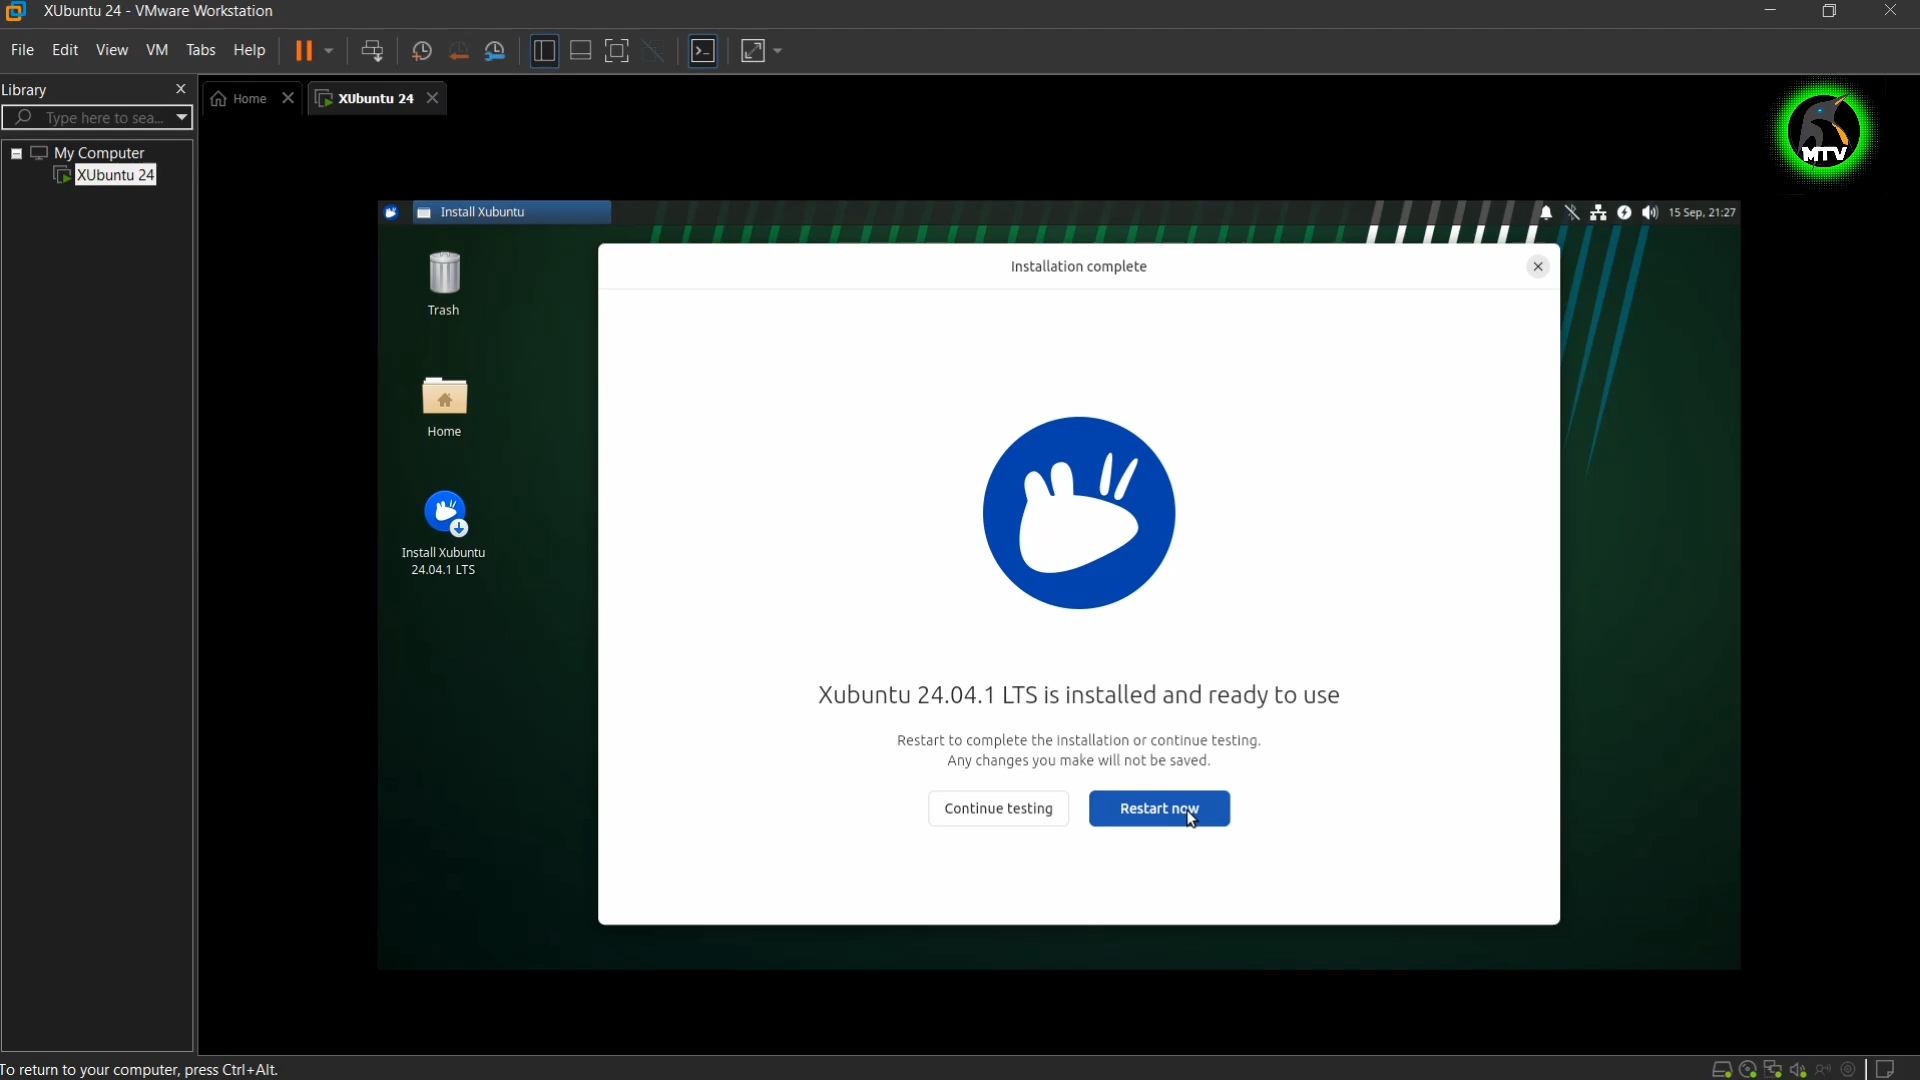 XUbuntu 24 - VMware Workstation
File Edit View VM Tabs Help
Library
Home
XUbuntu 24
Type here to sea...
MTV
My Computer
XUbuntu 24
Install Xubuntu
15 Sep, 21:27
Trash
Home
Install Xubuntu
24.04.1 LTS
Installation complete
Xubuntu 24.04.1 LTS is installed and ready to use
Restart to complete the installation or continue testing.
Any changes you make will not be saved.
Continue testing
Restart now
To return to your computer, press Ctrl+Alt.